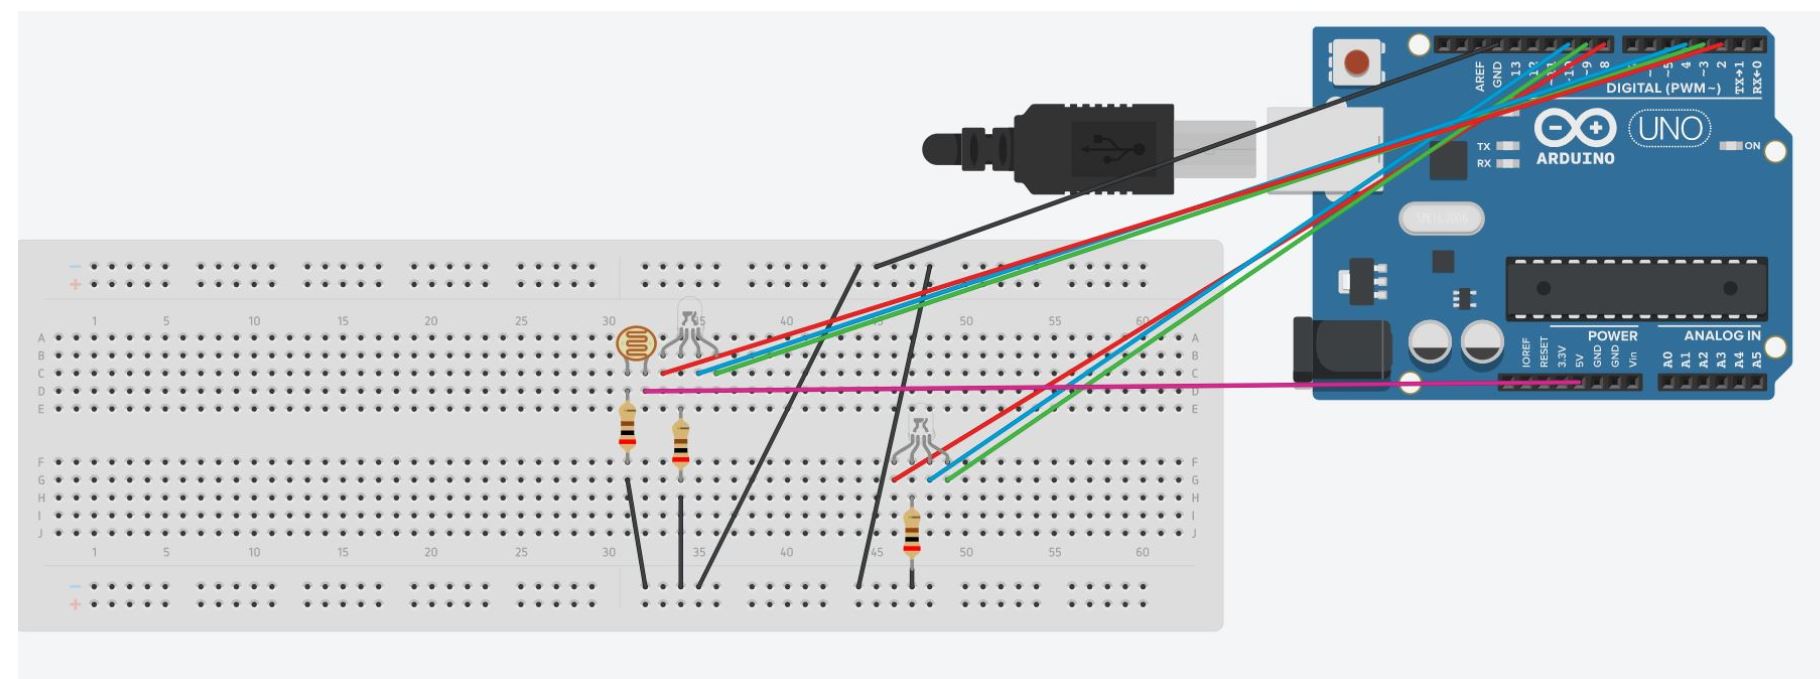 AREF
GND
13
12
~11
~10
~9
8
~5
4
~3
2
TX→1
RX←0
DIGITAL (PWM~)
UNO
ARDUINO
TX
RX
ON
POWER
ANALOG IN
IOREF
RESET
3.3V
5V
GND
GND
Vin
A0
A1
A2
A3
A4
A5
− +
1 5 10 15 20 25 30 35 40 45 50 55 60
A A
B B
C C
D D
E E
F F
G G
H H
I I
J J
1 5 10 15 20 25 30 35 40 45 50 55 60
− +